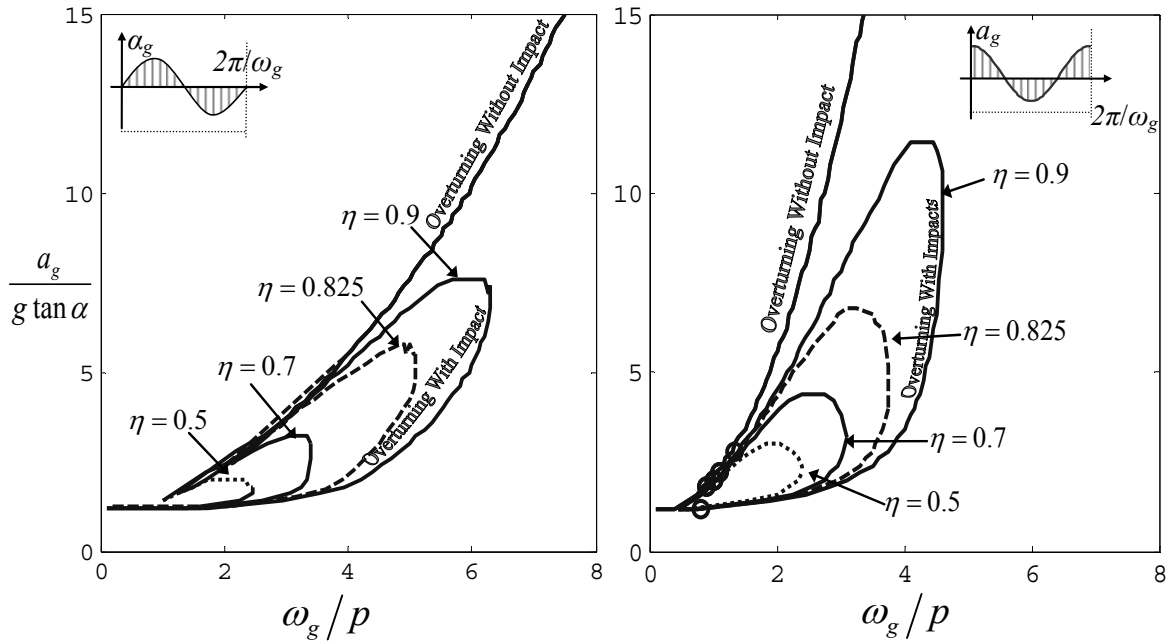 15
α_g
2π/ω_g
Overturning Without Impact
10
η = 0.9
a_g
g tan α
η = 0.825
5
η = 0.7
η = 0.5
Overturning With Impact
0
0
2
4
6
8
ω_g / p
15
a_g
2π/ω_g
Overturning Without Impact
10
η = 0.9
Overturning With Impacts
η = 0.825
5
η = 0.7
η = 0.5
0
0
2
4
6
8
ω_g / p